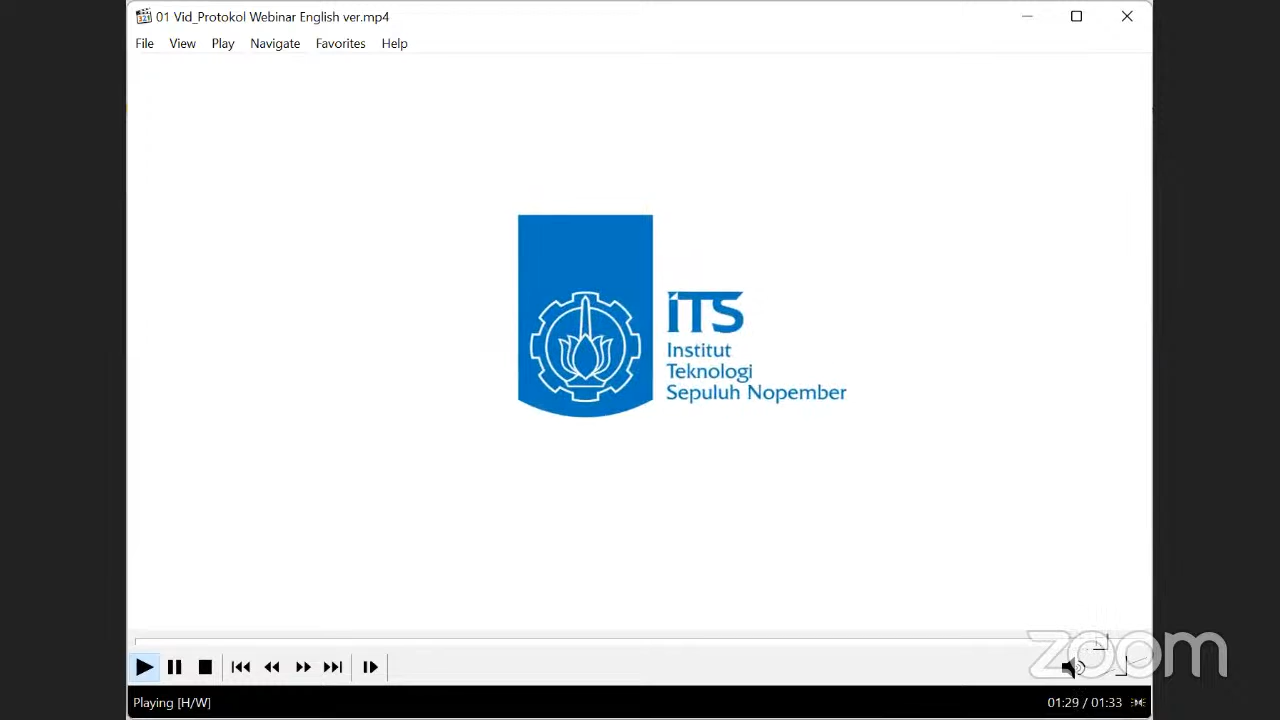 01 Vid_Protokol Webinar English ver.mp4
File View Play Navigate Favorites Help
iTS
Institut
Teknologi
Sepuluh Nopember
zoom
Playing [H/W]
01:29 / 01:33